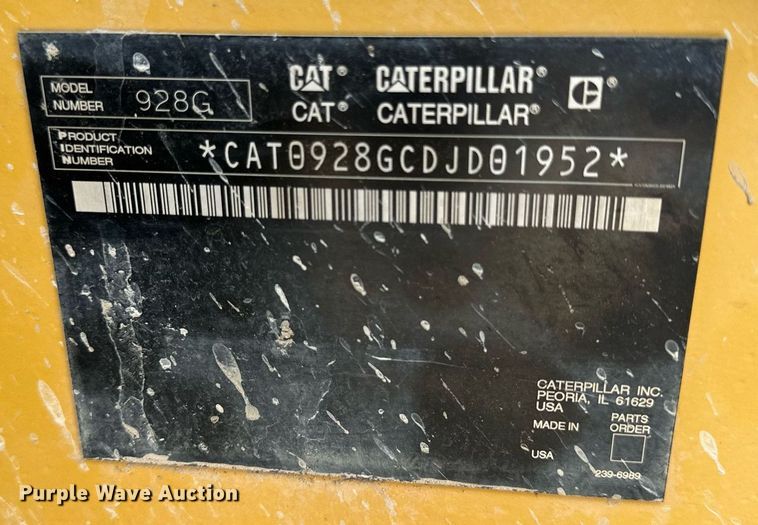 CAT® CATERPILLAR® ®
MODEL NUMBER 928G
CAT® CATERPILLAR®
PRODUCT IDENTIFICATION NUMBER *CAT0928GCDJD01952*
CATERPILLAR INC.
PEORIA, IL 61629
USA
MADE IN PARTS ORDER
USA
239-6989
Purple Wave Auction